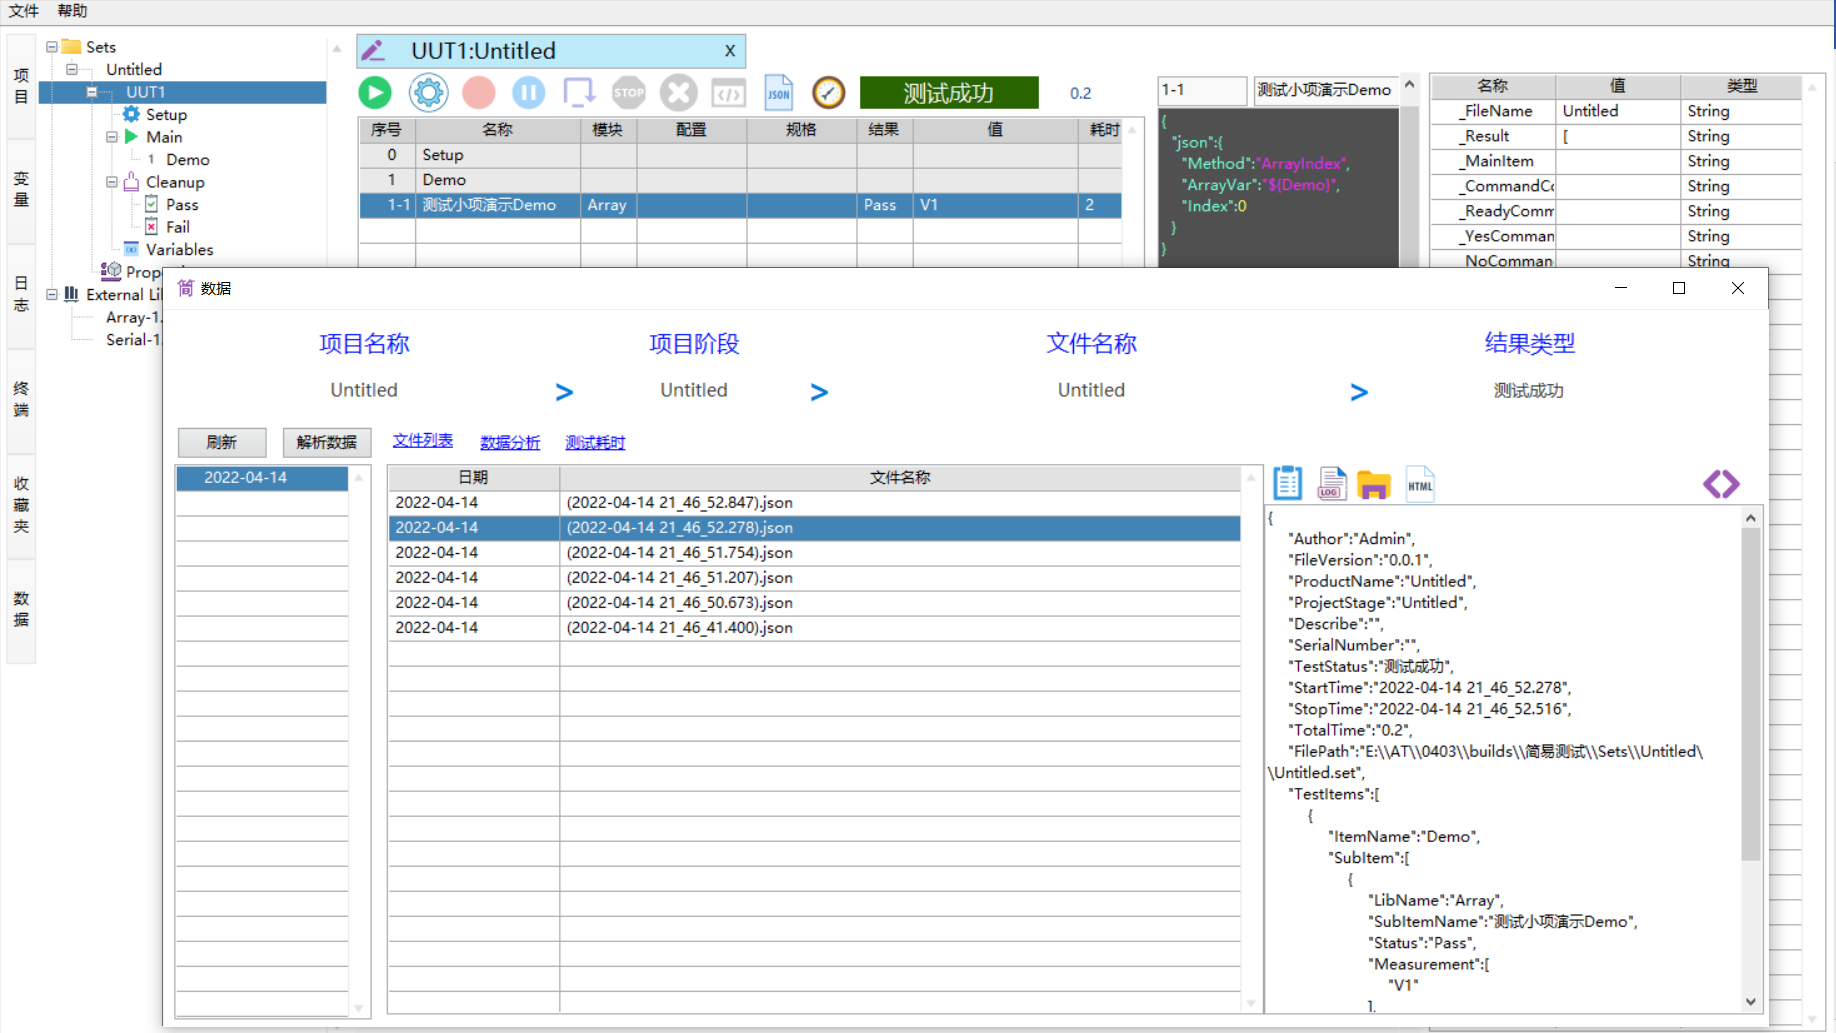 文件 帮助
项目
变量
日志
终端
收藏夹
数据
Sets
Untitled
UUT1
Setup
Main
1 Demo
Cleanup
Pass
Fail
Variables
External
Array-1.
Serial-1.
UUT1:Untitled X
STOP
JSON
测试成功 0.2
序号 名称 模块 配置 规格 结果 值 耗时
0 Setup
1 Demo
1-1 测试小项演示Demo Array Pass V1 2
1-1 测试小项演示Demo
{
"json":{
"Method":"ArrayIndex",
"ArrayVar":"${Demo}",
"Index":0
}
}
名称 值 类型
_FileName Untitled String
_Result [ String
_MainItem String
_CommandCo String
_ReadyComm String
_YesComman String
_NoComman String
简 数据
项目名称 项目阶段 文件名称 结果类型
Untitled > Untitled > Untitled > 测试成功
刷新 解析数据 文件列表 数据分析 测试耗时
2022-04-14
日期 文件名称
2022-04-14 (2022-04-14 21_46_52.847).json
2022-04-14 (2022-04-14 21_46_52.278).json
2022-04-14 (2022-04-14 21_46_51.754).json
2022-04-14 (2022-04-14 21_46_51.207).json
2022-04-14 (2022-04-14 21_46_50.673).json
2022-04-14 (2022-04-14 21_46_41.400).json
LOG HTML
{
"Author":"Admin",
"FileVersion":"0.0.1",
"ProductName":"Untitled",
"ProjectStage":"Untitled",
"Describe":"",
"SerialNumber":"",
"TestStatus":"测试成功",
"StartTime":"2022-04-14 21_46_52.278",
"StopTime":"2022-04-14 21_46_52.516",
"TotalTime":"0.2",
"FilePath":"E:\\AT\\0403\\builds\\简易测试\\Sets\\Untitled\
\Untitled.set",
"TestItems":[
{
"ItemName":"Demo",
"SubItem":[
{
"LibName":"Array",
"SubItemName":"测试小项演示Demo",
"Status":"Pass",
"Measurement":[
"V1"
],